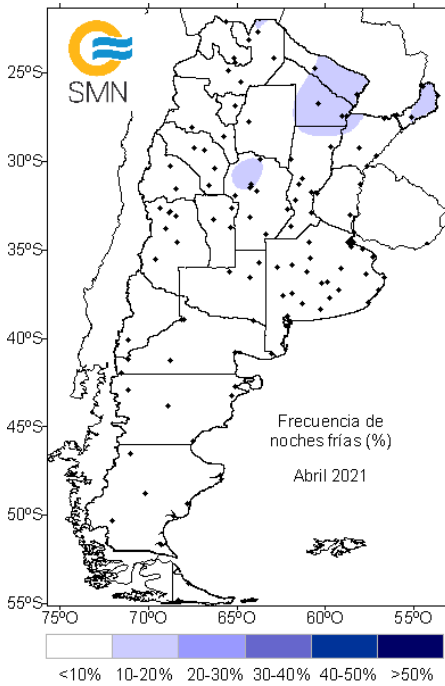 SMN
25ºS
30ºS
35ºS
40ºS
45ºS
50ºS
55ºS
Frecuencia de
noches frías (%)
Abril 2021
75ºO 70ºO 65ºO 60ºO 55ºO
<10% 10-20% 20-30% 30-40% 40-50% >50%